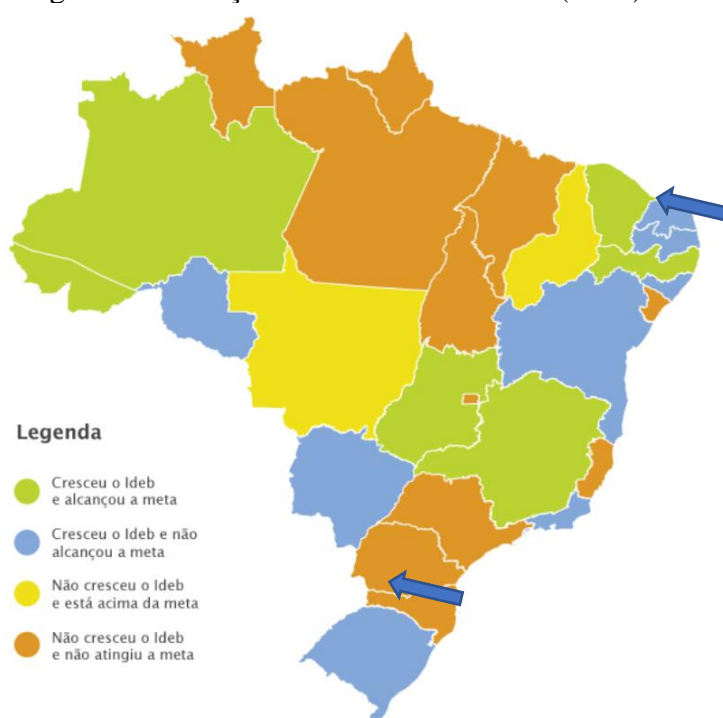 Legenda
Cresceu o Ideb
e alcançou a meta
Cresceu o Ideb e não
alcançou a meta
Não cresceu o Ideb
e está acima da meta
Não cresceu o Ideb
e não atingiu a meta